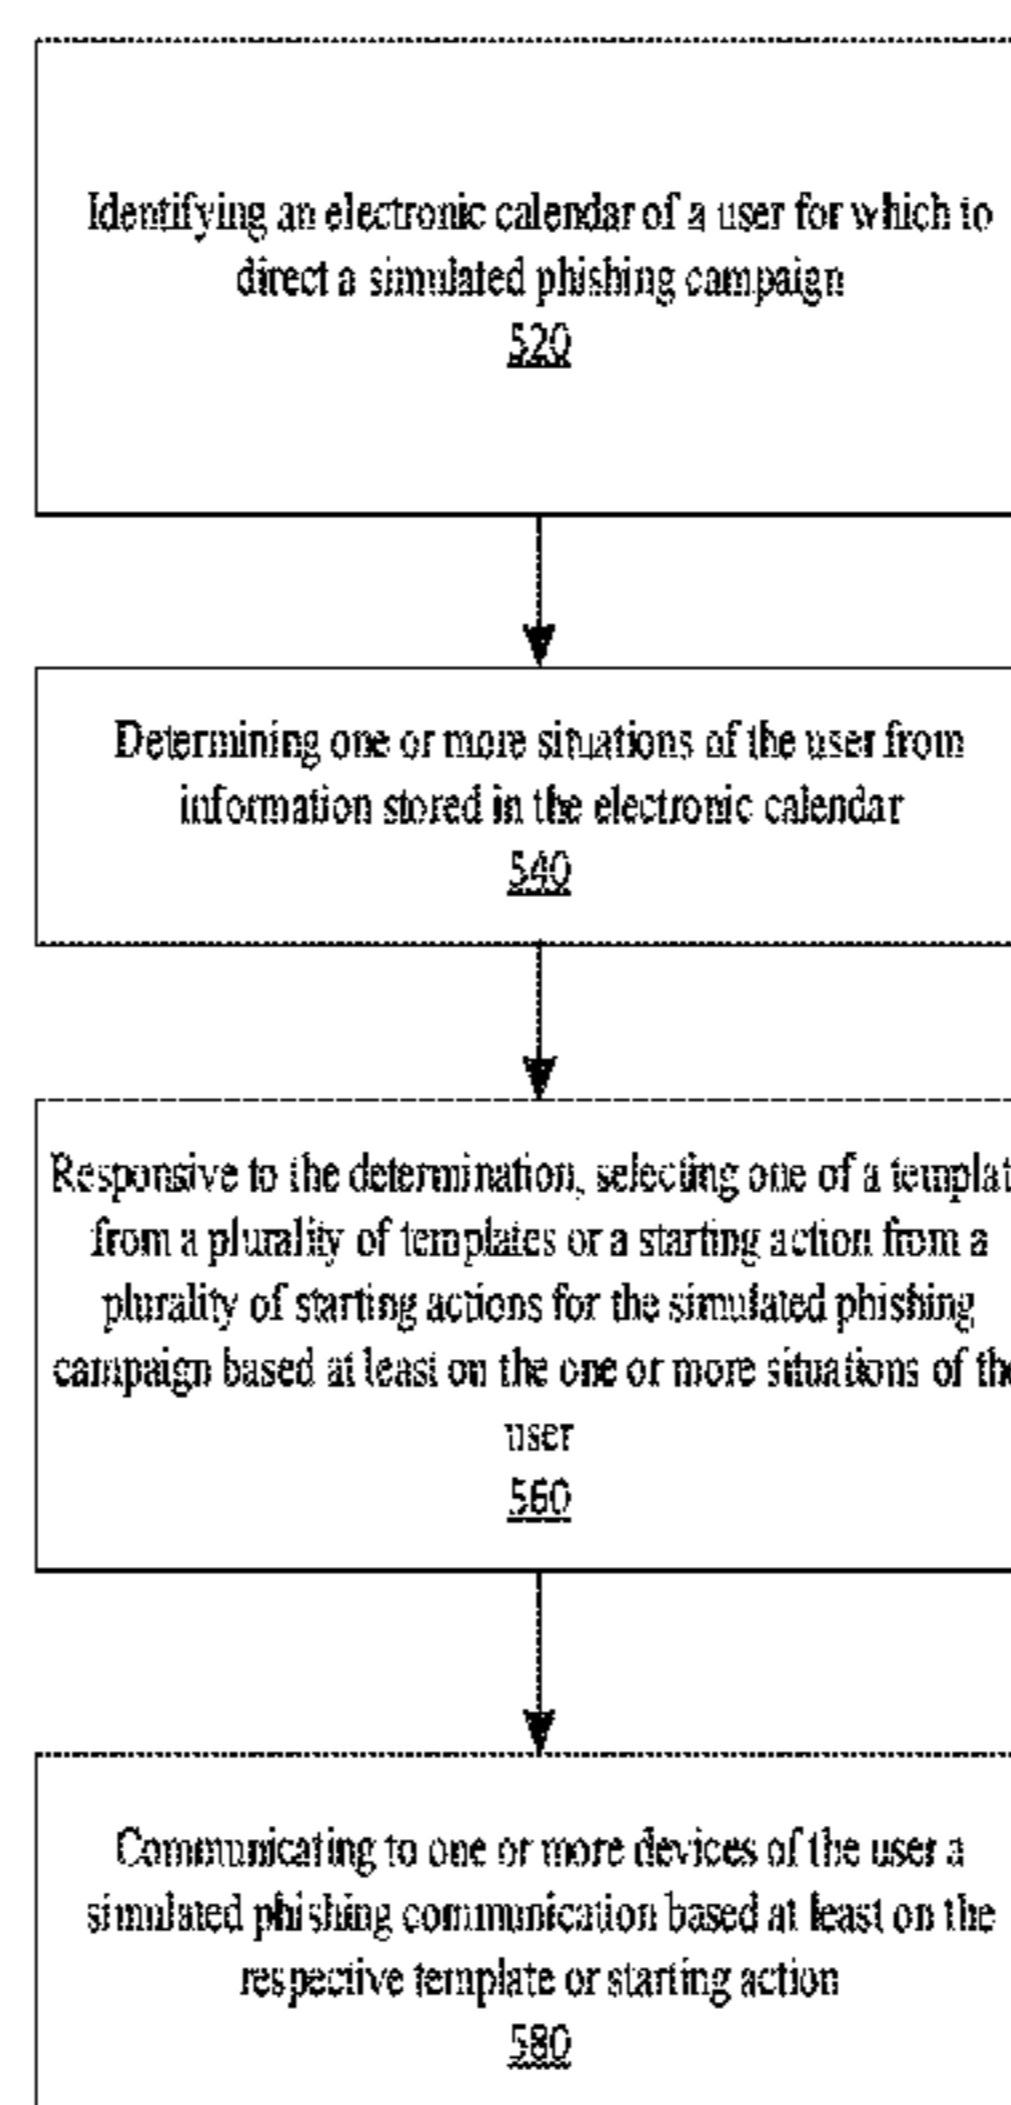 Identifying an electronic calendar of a user for which to
direct a simulated phishing campaign
520
Determining one or more situations of the user from
information stored in the electronic calendar
540
Responsive to the determination, selecting one of a templat
from a plurality of templates or a starting action from a
plurality of starting actions for the simulated phishing
campaign based at least on the one or more situations of the
user
560
Communicating to one or more devices of the user a
simulated phishing communication based at least on the
respective template or starting action
580